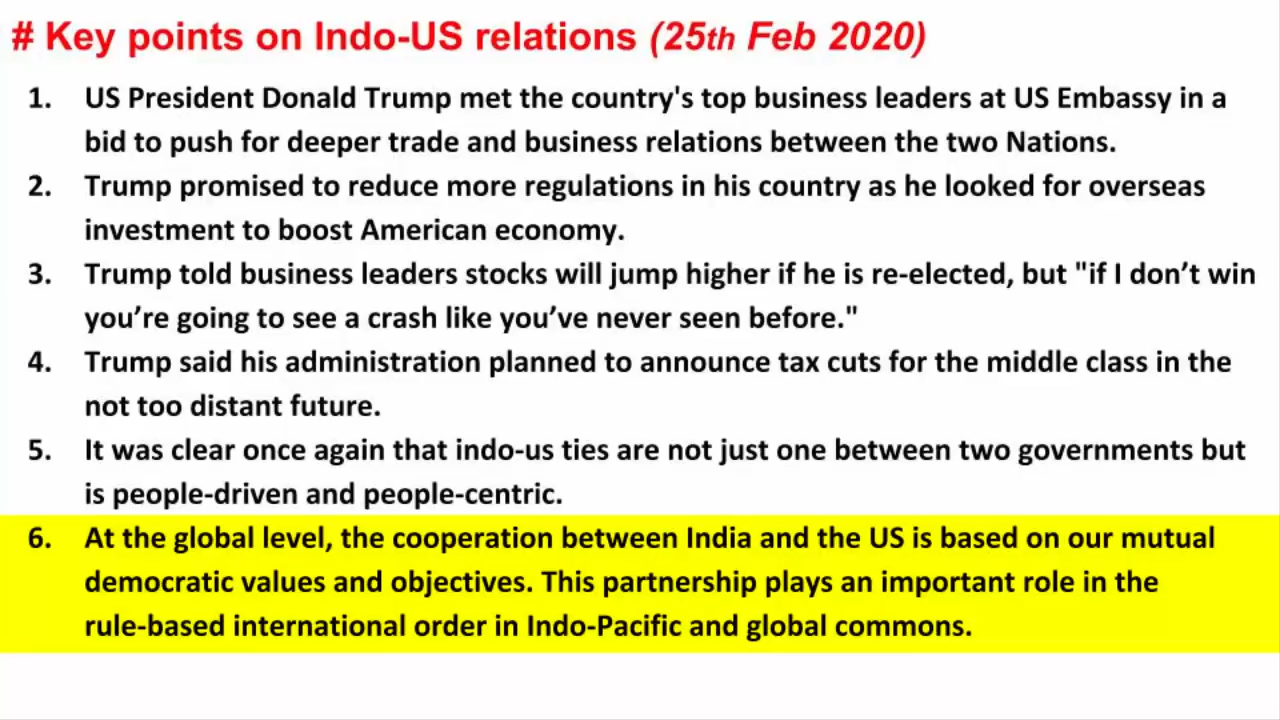 # Key points on Indo-US relations (25th Feb 2020)
1. US President Donald Trump met the country's top business leaders at US Embassy in a
bid to push for deeper trade and business relations between the two Nations.
2. Trump promised to reduce more regulations in his country as he looked for overseas
investment to boost American economy.
3. Trump told business leaders stocks will jump higher if he is re-elected, but "if I don’t win
you’re going to see a crash like you’ve never seen before."
4. Trump said his administration planned to announce tax cuts for the middle class in the
not too distant future.
5. It was clear once again that indo-us ties are not just one between two governments but
is people-driven and people-centric.
6. At the global level, the cooperation between India and the US is based on our mutual
democratic values and objectives. This partnership plays an important role in the
rule-based international order in Indo-Pacific and global commons.